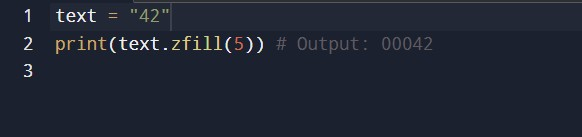 1 text = "42"
2 print(text.zfill(5)) # Output: 00042
3